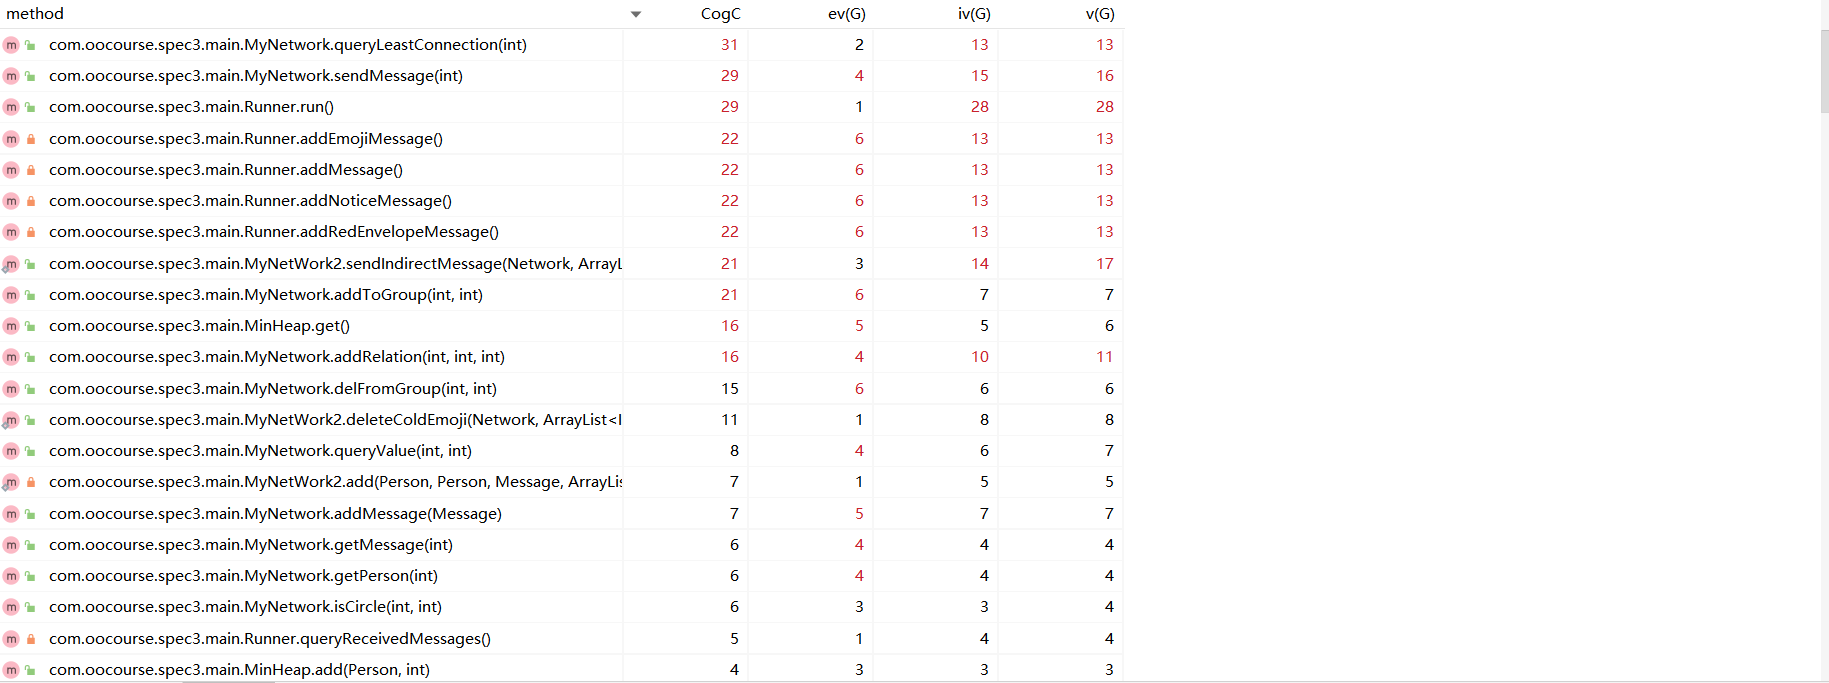 method CogC ev(G) iv(G) v(G)
m com.oocourse.spec3.main.MyNetwork.queryLeastConnection(int) 31 2 13 13
m com.oocourse.spec3.main.MyNetwork.sendMessage(int) 29 4 15 16
m com.oocourse.spec3.main.Runner.run() 29 1 28 28
m com.oocourse.spec3.main.Runner.addEmojiMessage() 22 6 13 13
m com.oocourse.spec3.main.Runner.addMessage() 22 6 13 13
m com.oocourse.spec3.main.Runner.addNoticeMessage() 22 6 13 13
m com.oocourse.spec3.main.Runner.addRedEnvelopeMessage() 22 6 13 13
m com.oocourse.spec3.main.MyNetWork2.sendIndirectMessage(Network, ArrayL 21 3 14 17
m com.oocourse.spec3.main.MyNetwork.addToGroup(int, int) 21 6 7 7
m com.oocourse.spec3.main.MinHeap.get() 16 5 5 6
m com.oocourse.spec3.main.MyNetwork.addRelation(int, int, int) 16 4 10 11
m com.oocourse.spec3.main.MyNetwork.delFromGroup(int, int) 15 6 6 6
m com.oocourse.spec3.main.MyNetWork2.deleteColdEmoji(Network, ArrayList<I 11 1 8 8
m com.oocourse.spec3.main.MyNetwork.queryValue(int, int) 8 4 6 7
m com.oocourse.spec3.main.MyNetWork2.add(Person, Person, Message, ArrayLis 7 1 5 5
m com.oocourse.spec3.main.MyNetwork.addMessage(Message) 7 5 7 7
m com.oocourse.spec3.main.MyNetwork.getMessage(int) 6 4 4 4
m com.oocourse.spec3.main.MyNetwork.getPerson(int) 6 4 4 4
m com.oocourse.spec3.main.MyNetwork.isCircle(int, int) 6 3 3 4
m com.oocourse.spec3.main.Runner.queryReceivedMessages() 5 1 4 4
m com.oocourse.spec3.main.MinHeap.add(Person, int) 4 3 3 3